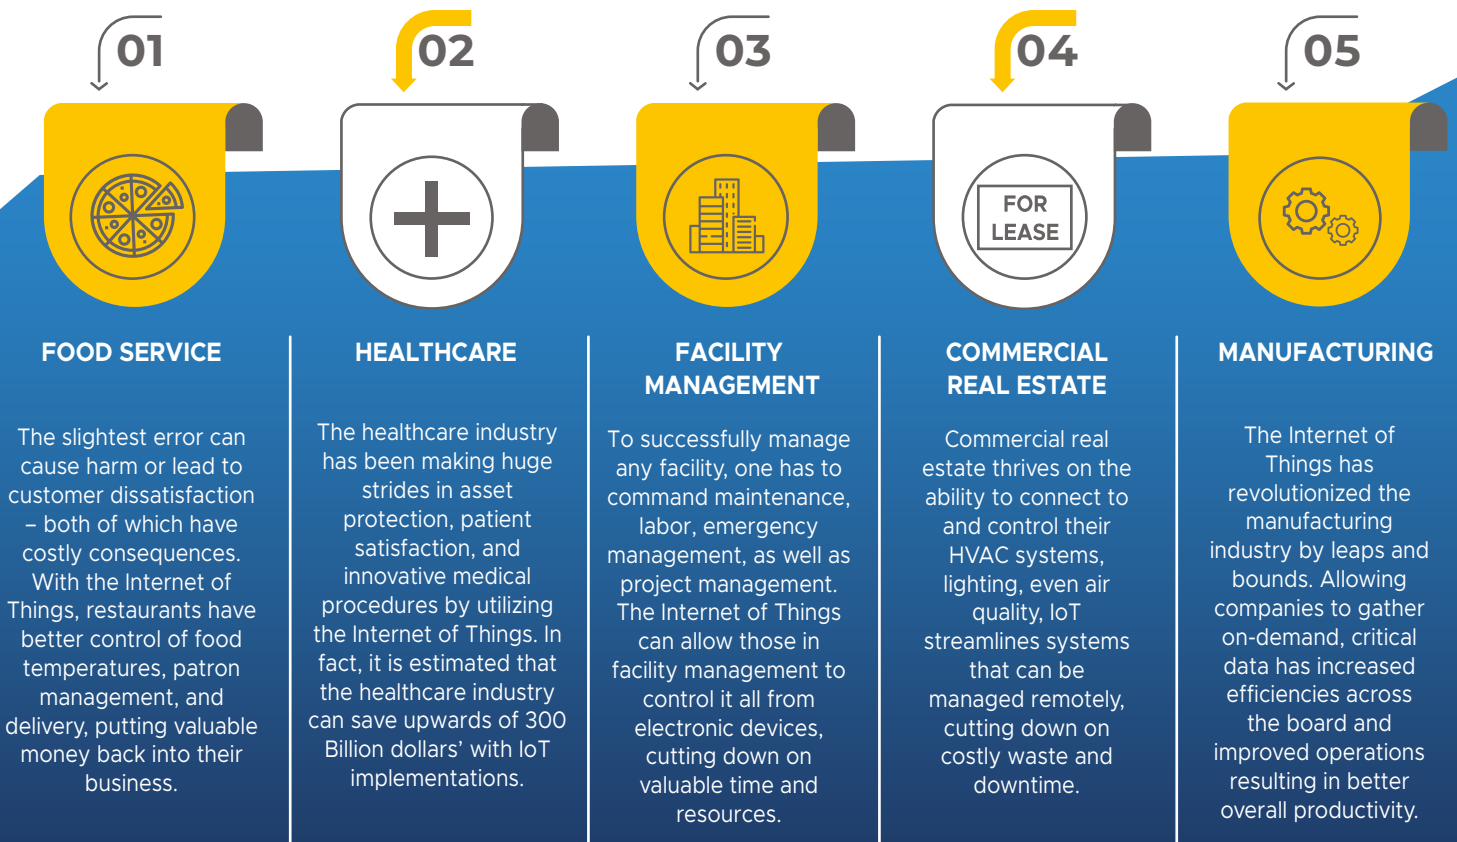 01
02
03
04
05
FOR
LEASE
FOOD SERVICE
The slightest error can
cause harm or lead to
customer dissatisfaction
– both of which have
costly consequences.
With the Internet of
Things, restaurants have
better control of food
temperatures, patron
management, and
delivery, putting valuable
money back into their
business.
HEALTHCARE
The healthcare industry
has been making huge
strides in asset
protection, patient
satisfaction, and
innovative medical
procedures by utilizing
the Internet of Things. In
fact, it is estimated that
the healthcare industry
can save upwards of 300
Billion dollars’ with IoT
implementations.
FACILITY
MANAGEMENT
To successfully manage
any facility, one has to
command maintenance,
labor, emergency
management, as well as
project management.
The Internet of Things
can allow those in
facility management to
control it all from
electronic devices,
cutting down on
valuable time and
resources.
COMMERCIAL
REAL ESTATE
Commercial real
estate thrives on the
ability to connect to
and control their
HVAC systems,
lighting, even air
quality, IoT
streamlines systems
that can be
managed remotely,
cutting down on
costly waste and
downtime.
MANUFACTURING
The Internet of
Things has
revolutionized the
manufacturing
industry by leaps and
bounds. Allowing
companies to gather
on-demand, critical
data has increased
efficiencies across
the board and
improved operations
resulting in better
overall productivity.